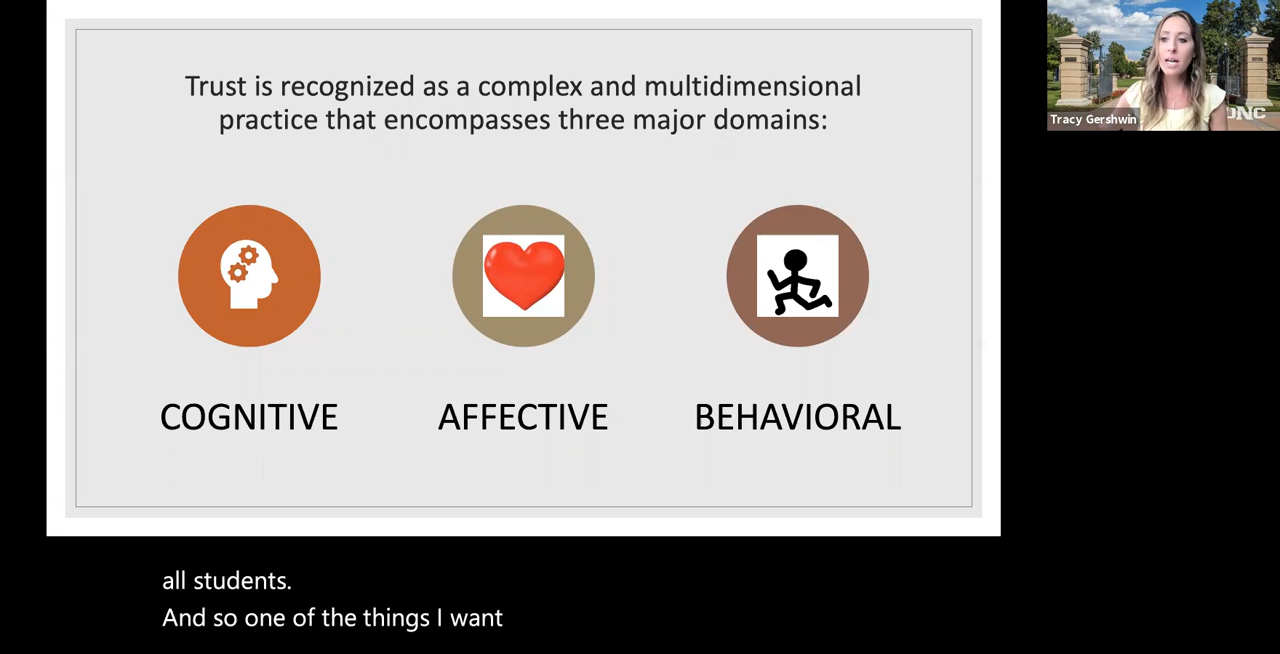 Trust is recognized as a complex and multidimensional
practice that encompasses three major domains:
COGNITIVE
AFFECTIVE
BEHAVIORAL
Tracy Gershwin
UNC
all students.
And so one of the things I want